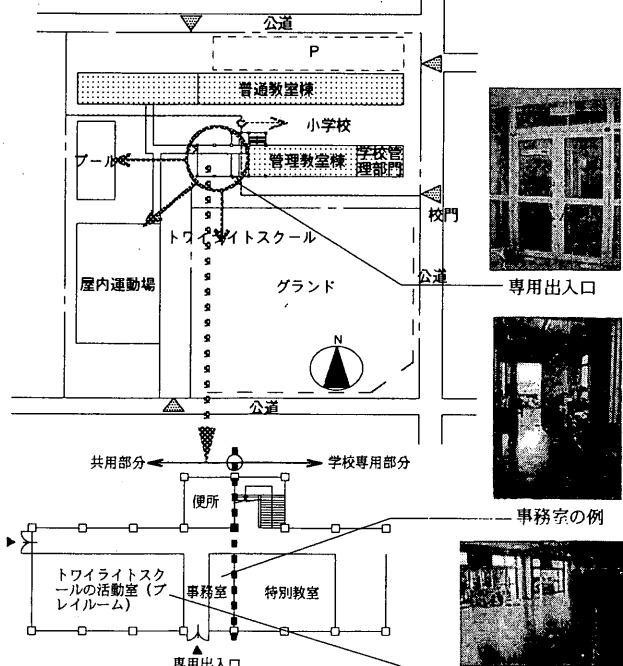 公道
P
普通教室棟
小学校
プール
管理教室棟
学校管
理部門
校門
トワイライトスクール
屋内運動場
グランド
公道
専用出入口
N
公道
共用部分
学校専用部分
便所
事務室の例
トワイライトスク
ールの活動室(プ
レイルーム)
事務室
特別教室
専用出入口